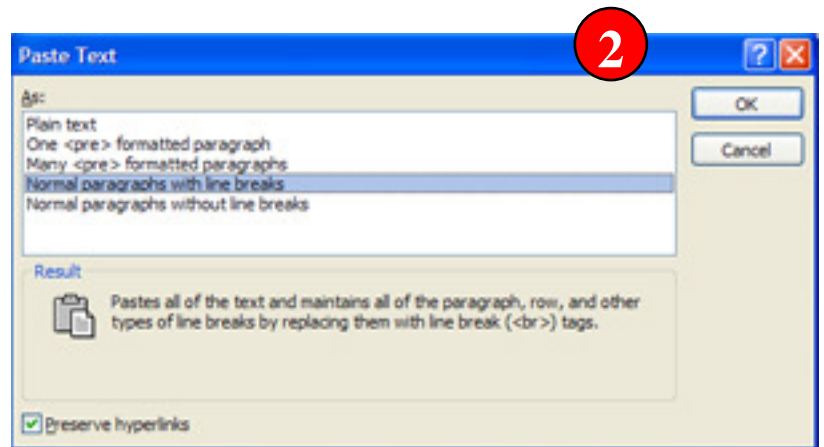 2
Paste Text
As:
OK
Plain text
One <pre> formatted paragraph
Many <pre> formatted paragraphs
Cancel
Normal paragraphs with line breaks
Normal paragraphs without line breaks
Result
Pastes all of the text and maintains all of the paragraph, row, and other
types of line breaks by replacing them with line break (<br>) tags.
Preserve hyperlinks